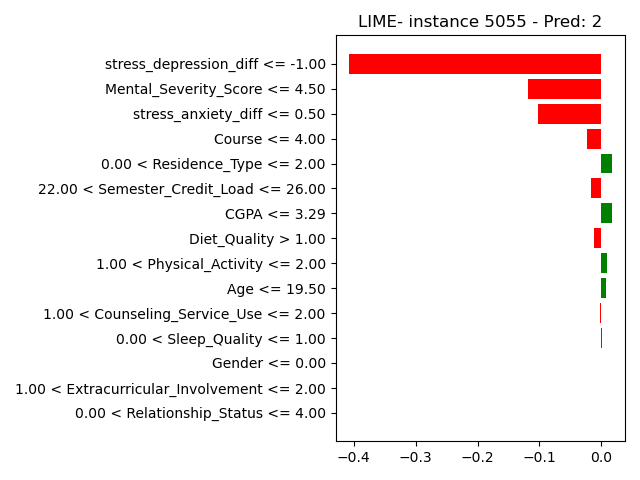 LIME- instance 5055 - Pred: 2
stress_depression_diff <= -1.00
Mental_Severity_Score <= 4.50
stress_anxiety_diff <= 0.50
Course <= 4.00
0.00 < Residence_Type <= 2.00
22.00 < Semester_Credit_Load <= 26.00
CGPA <= 3.29
Diet_Quality > 1.00
1.00 < Physical_Activity <= 2.00
Age <= 19.50
1.00 < Counseling_Service_Use <= 2.00
0.00 < Sleep_Quality <= 1.00
Gender <= 0.00
1.00 < Extracurricular_Involvement <= 2.00
0.00 < Relationship_Status <= 4.00
−0.4 −0.3 −0.2 −0.1 0.0